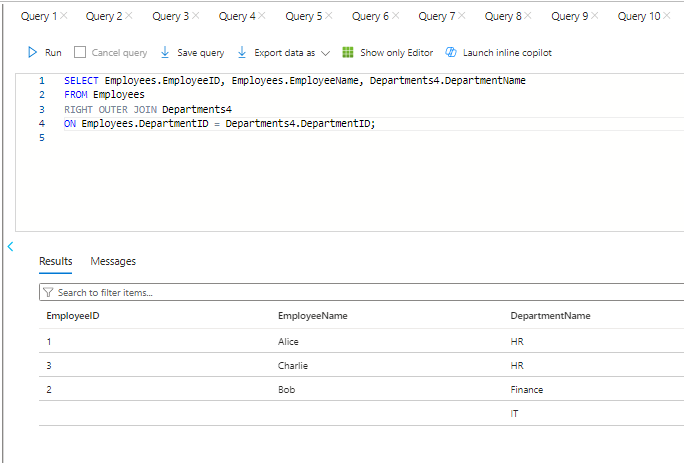 Query 1 Query 2 Query 3 Query 4 Query 5 Query 6 Query 7 Query 8 Query 9 Query 10
Run Cancel query Save query Export data as Show only Editor Launch inline copilot
1 SELECT Employees.EmployeeID, Employees.EmployeeName, Departments4.DepartmentName
2 FROM Employees
3 RIGHT OUTER JOIN Departments4
4 ON Employees.DepartmentID = Departments4.DepartmentID;
5
Results Messages
Search to filter items...
EmployeeID EmployeeName DepartmentName
1 Alice HR
3 Charlie HR
2 Bob Finance
IT